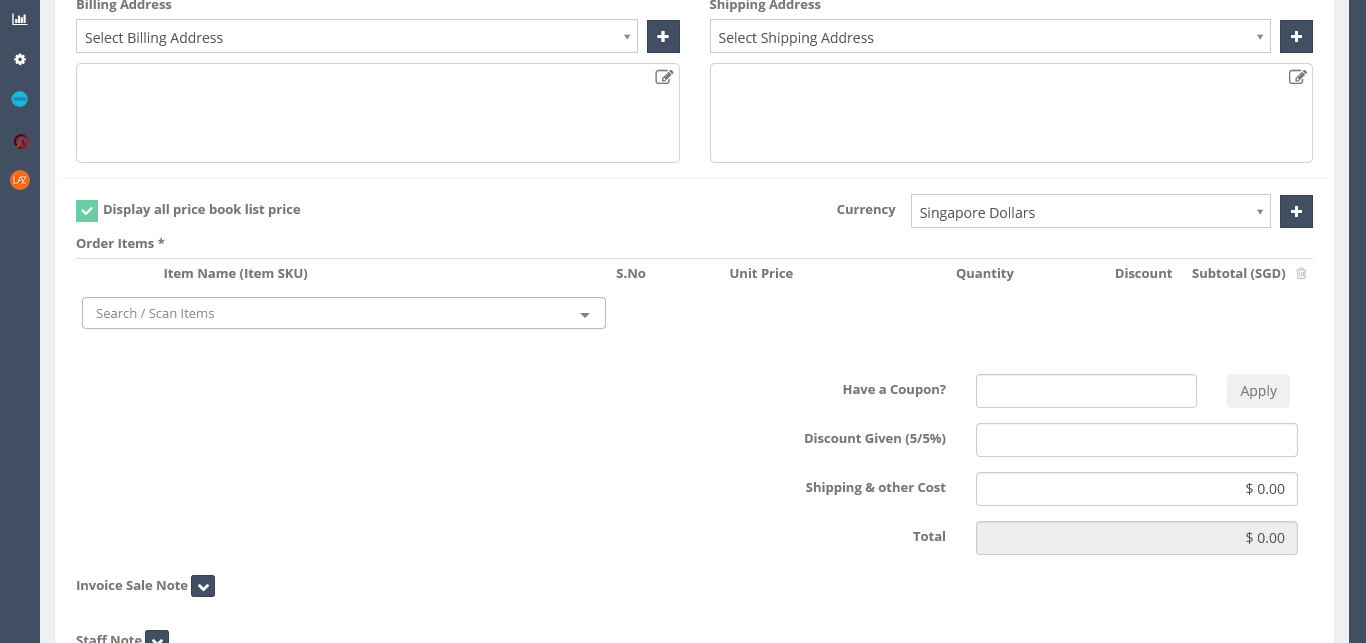 Billing Address
Shipping Address
Select Billing Address
Select Shipping Address
Display all price book list price
Currency
Singapore Dollars
Order Items *
Item Name (Item SKU) S.No Unit Price Quantity Discount Subtotal (SGD)
Search / Scan Items
Have a Coupon?
Apply
Discount Given (5/5%)
Shipping & other Cost
$ 0.00
Total
$ 0.00
Invoice Sale Note
Staff Note
LAZ